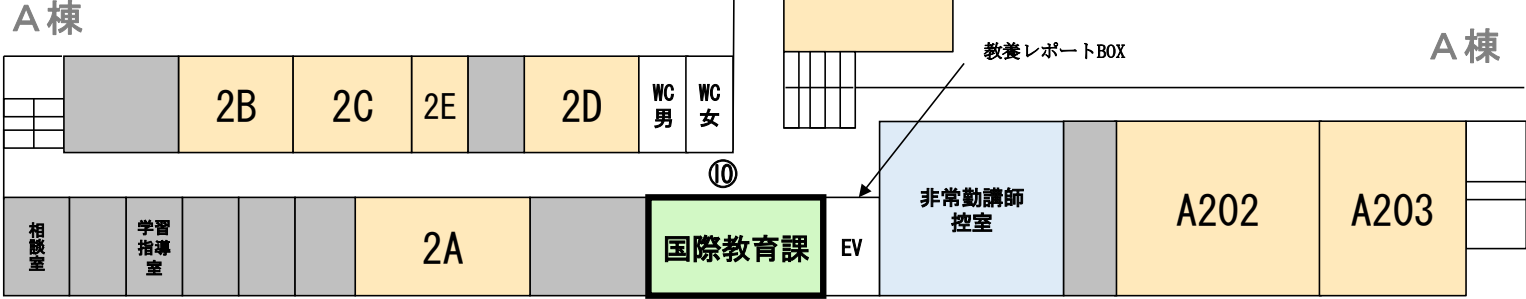 A棟
教養レポートBOX
A棟
2B
2C
2E
2D
WC
男
WC
女
⑩
相談室
学習
指導
室
2A
国際教育課
EV
非常勤講師
控室
A202
A203